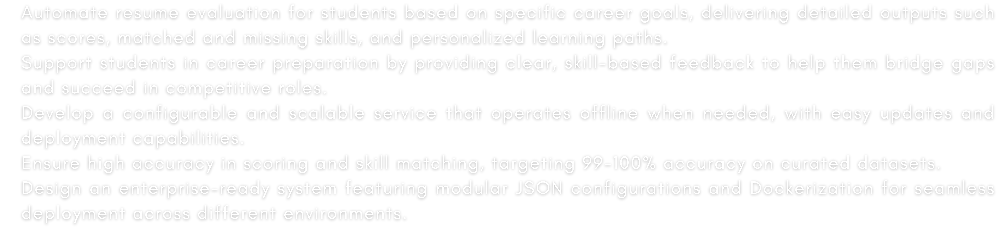 Automate resume evaluation for students based on specific career goals, delivering detailed outputs such
as scores, matched and missing skills, and personalized learning paths.
Support students in career preparation by providing clear, skill-based feedback to help them bridge gaps
and succeed in competitive roles.
Develop a configurable and scalable service that operates offline when needed, with easy updates and
deployment capabilities.
Ensure high accuracy in scoring and skill matching, targeting 99-100% accuracy on curated datasets.
Design an enterprise-ready system featuring modular JSON configurations and Dockerization for seamless
deployment across different environments.